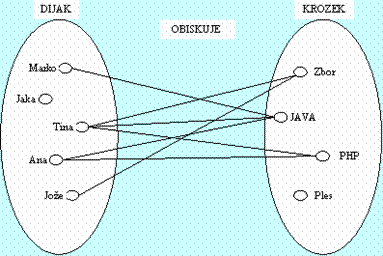 DIJAK
OBISKUJE
KROZEK
Marko
Jaka
Tina
Ana
Jože
Zbor
JAVA
PHP
Ples